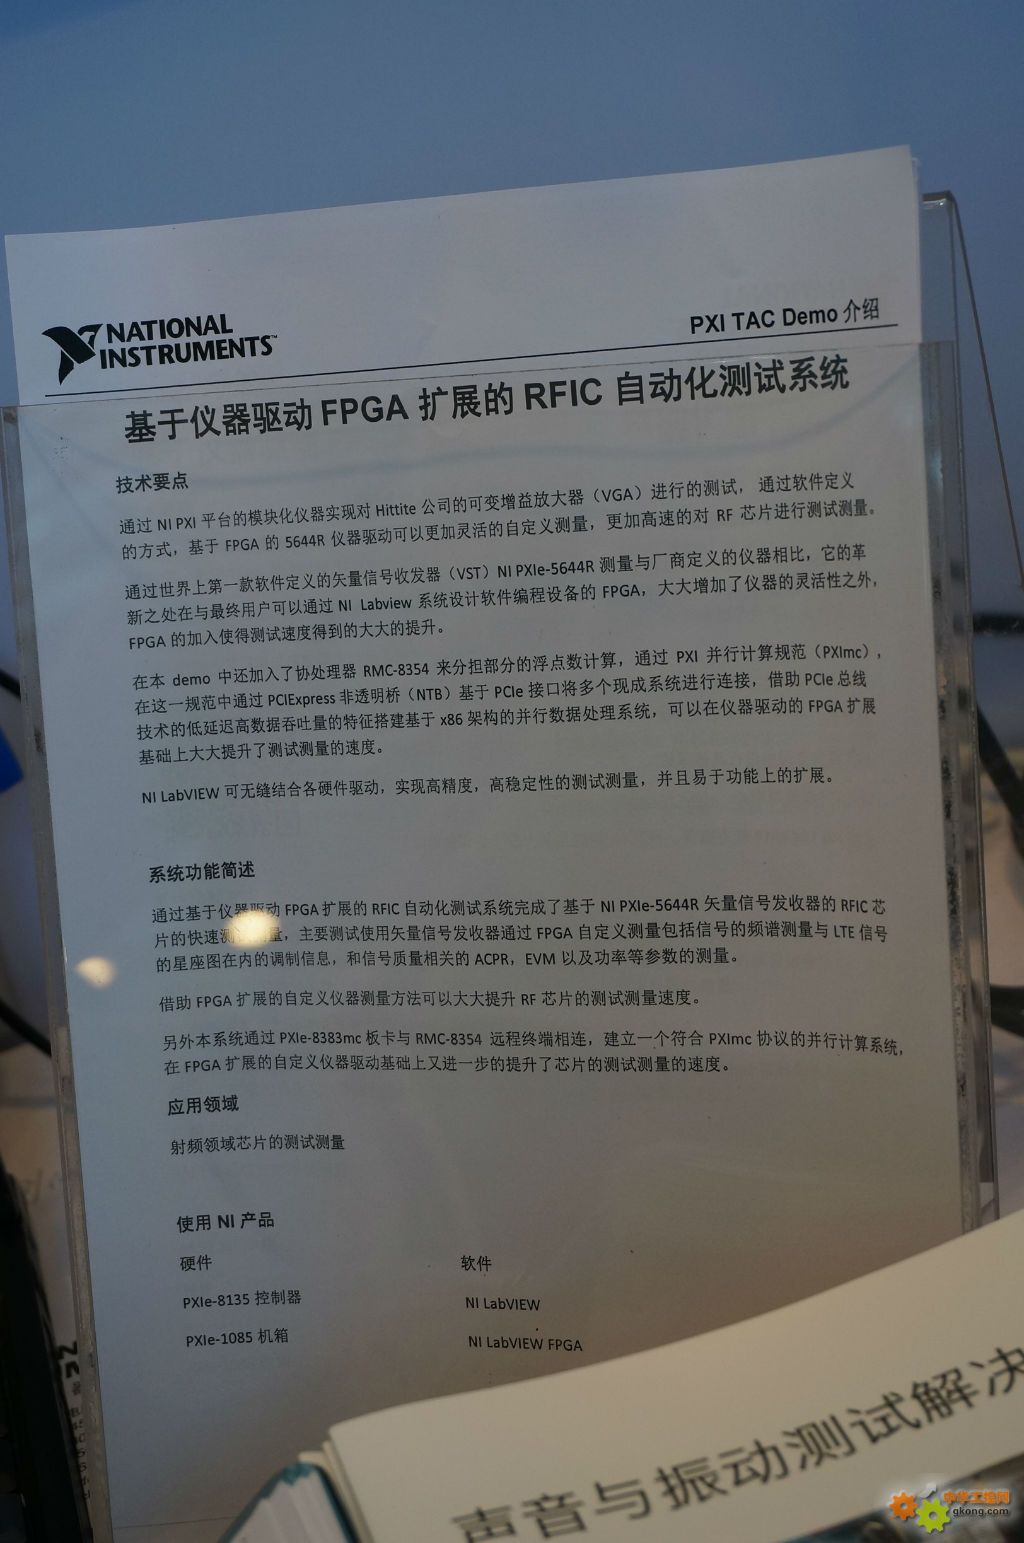 NATIONAL
INSTRUMENTS™
PXI TAC Demo 介绍
基于仪器驱动 FPGA 扩展的 RFIC 自动化测试系统
技术要点
通过 NI PXI 平台的模块化仪器实现对 Hittite 公司的可变增益放大器（VGA）进行的测试，通过软件定义
的方式，基于 FPGA 的 5644R 仪器驱动可以更加灵活的自定义测量，更加高速的对 RF 芯片进行测试测量。
通过世界上第一款软件定义的矢量信号收发器（VST）NI PXIe-5644R 测量与厂商定义的仪器相比，它的革
新之处在与最终用户可以通过 NI Labview 系统设计软件编程设备的 FPGA，大大增加了仪器的灵活性之外，
FPGA 的加入使得测试速度得到的大大的提升。
在本 demo 中还加入了协处理器 RMC-8354 来分担部分的浮点数计算，通过 PXI 并行计算规范（PXImc），
在这一规范中通过 PCIExpress 非透明桥（NTB）基于 PCIe 接口将多个现成系统进行连接，借助 PCIe 总线
技术的低延迟高数据吞吐量的特征搭建基于 x86 架构的并行数据处理系统，可以在仪器驱动的 FPGA 扩展
基础上大大提升了测试测量的速度。
NI LabVIEW 可无缝结合各硬件驱动，实现高精度，高稳定性的测试测量，并且易于功能上的扩展。
系统功能简述
通过基于仪器驱动 FPGA 扩展的 RFIC 自动化测试系统完成了基于 NI PXIe-5644R 矢量信号发收器的 RFIC 芯
片的快速测量，主要测试使用矢量信号发收器通过 FPGA 自定义测量包括信号的频谱测量与 LTE 信号
的星座图在内的调制信息，和信号质量相关的 ACPR，EVM 以及功率等参数的测量。
借助 FPGA 扩展的自定义仪器测量方法可以大大提升 RF 芯片的测试测量速度。
另外本系统通过 PXIe-8383mc 板卡与 RMC-8354 远程终端相连，建立一个符合 PXImc 协议的并行计算系统，
在 FPGA 扩展的自定义仪器驱动基础上又进一步的提升了芯片的测试测量的速度。
应用领域
射频领域芯片的测试测量
使用 NI 产品
硬件 软件
PXIe-8135 控制器 NI LabVIEW
PXIe-1085 机箱 NI LabVIEW FPGA
声音与振动测试解决
中华工控网
gkong.com